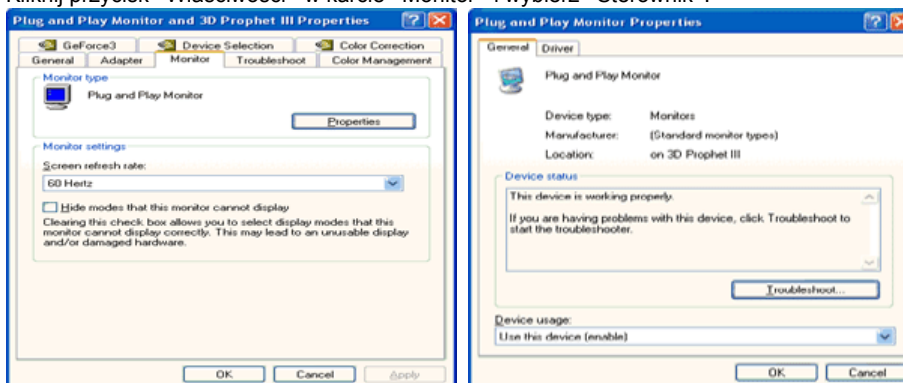 Kliknij przycisk "Właściwości" w karcie "Monitor" i wybierz "Sterownik".
Plug and Play Monitor and 3D Prophet III Properties
GeForce3 Device Selection Color Correction
General Adapter Monitor Troubleshoot Color Management
Monitor type
Plug and Play Monitor
Properties
Monitor settings
Screen refresh rate:
60 Hertz
Hide modes that this monitor cannot display
Clearing this check box allows you to select display modes that this
monitor cannot display correctly. This may lead to an unusable display
and/or damaged hardware.
OK Cancel Apply
Plug and Play Monitor Properties
General Driver
Plug and Play Monitor
Device type: Monitors
Manufacturer: (Standard monitor types)
Location: on 3D Prophet III
Device status
This device is working properly.
If you are having problems with this device, click Troubleshoot to
start the troubleshooter.
Troubleshoot...
Device usage:
Use this device (enable)
OK Cancel